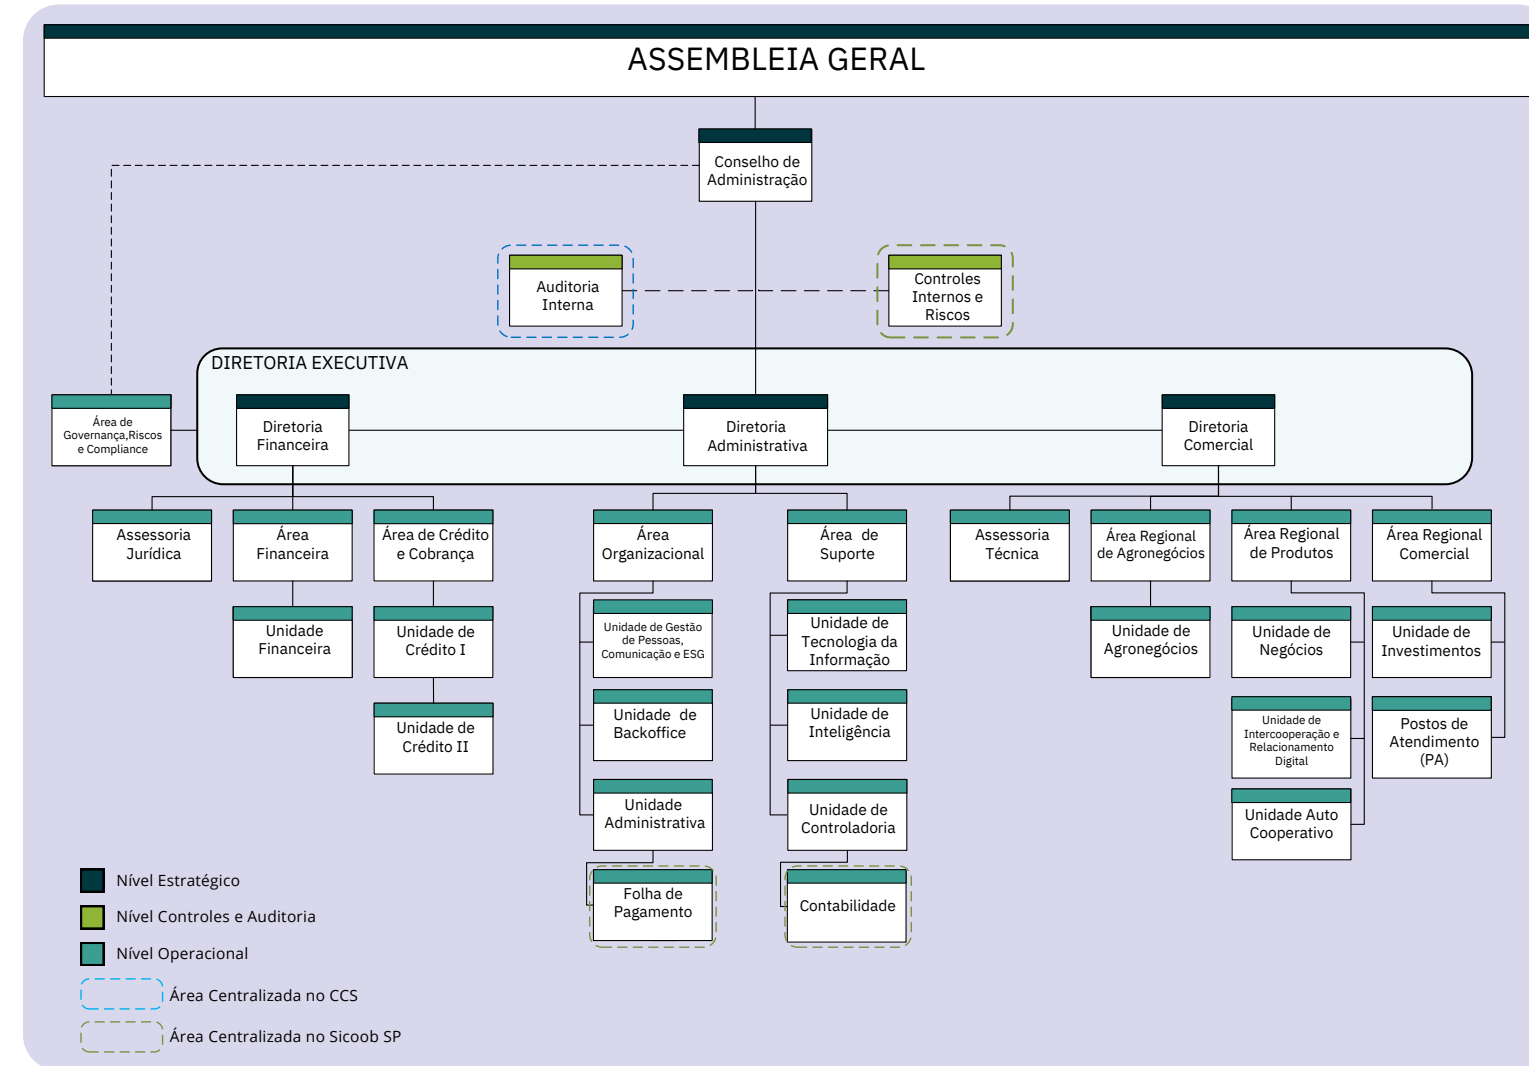 ASSEMBLEIA GERAL
Conselho de
Administração
Auditoria
Interna
Controles
Internos e
Riscos
DIRETORIA EXECUTIVA
Área de
Governança,Riscos
e Compliance
Diretoria
Financeira
Diretoria
Administrativa
Diretoria
Comercial
Assessoria
Jurídica
Área
Financeira
Área de Crédito
e Cobrança
Área
Organizacional
Área de
Suporte
Assessoria
Técnica
Área Regional
de Agronegócios
Área Regional
de Produtos
Área Regional
Comercial
Unidade
Financeira
Unidade de
Crédito I
Unidade de Gestão
de Pessoas,
Comunicação e ESG
Unidade de
Tecnologia da
Informação
Unidade de
Agronegócios
Unidade de
Negócios
Unidade de
Investimentos
Unidade de
Crédito II
Unidade de
Backoffice
Unidade de
Inteligência
Unidade de
Intercooperação e
Relacionamento
Digital
Postos de
Atendimento
(PA)
Unidade
Administrativa
Unidade de
Controladoria
Unidade Auto
Cooperativo
Folha de
Pagamento
Contabilidade
Nível Estratégico
Nível Controles e Auditoria
Nível Operacional
Área Centralizada no CCS
Área Centralizada no Sicoob SP